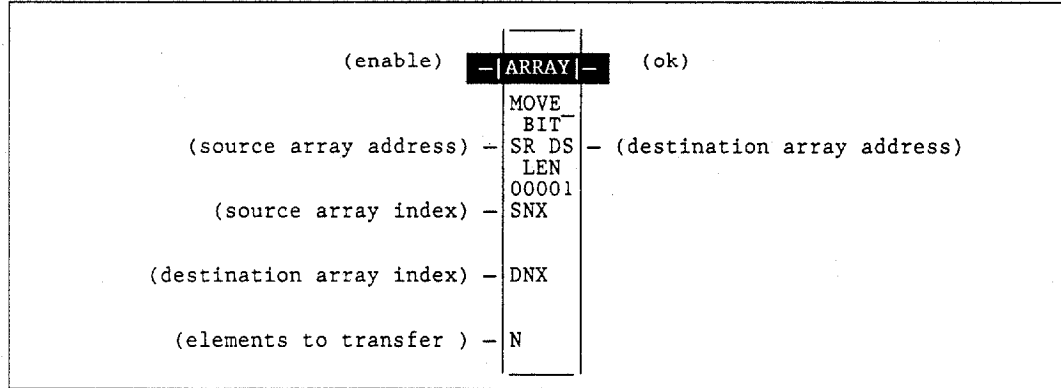 (enable) ARRAY (ok)
MOVE_
BIT
(source array address) SR DS (destination array address)
LEN
00001
(source array index) SNX
(destination array index) DNX
(elements to transfer ) N